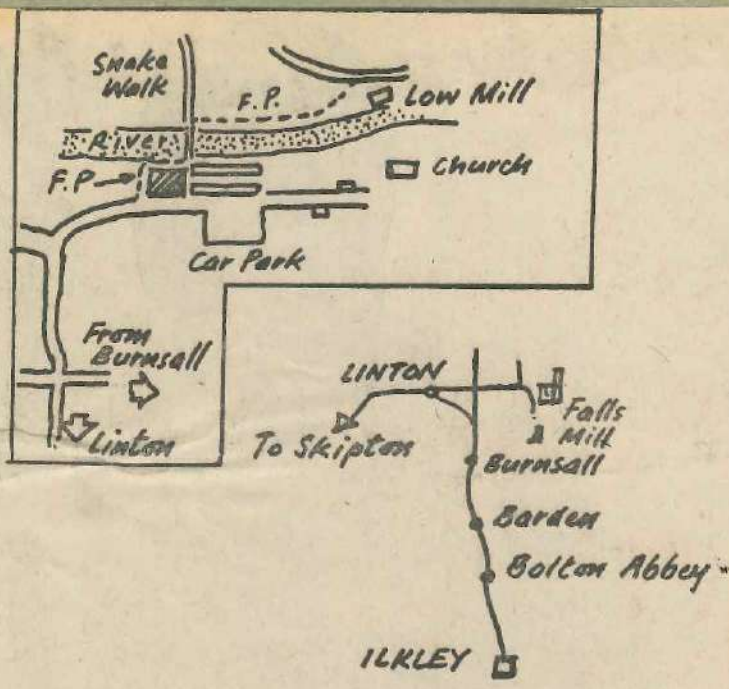 Snake
Walk
F.P.
Low Mill
River
F.P
Church
Car Park
From
Burnsall
Linton
LINTON
To Skipton
Falls
& Mill
Burnsall
Barden
Bolton Abbey
ILKLEY